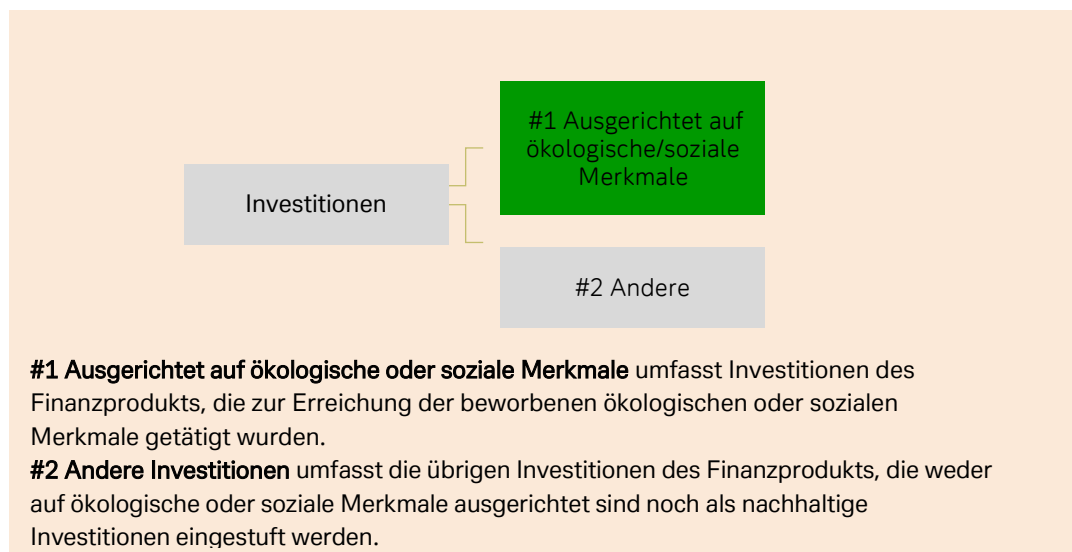 #1 Ausgerichtet auf
ökologische/soziale
Merkmale
Investitionen
#2 Andere
#1 Ausgerichtet auf ökologische oder soziale Merkmale umfasst Investitionen des
Finanzprodukts, die zur Erreichung der beworbenen ökologischen oder sozialen
Merkmale getätigt wurden.
#2 Andere Investitionen umfasst die übrigen Investitionen des Finanzprodukts, die weder
auf ökologische oder soziale Merkmale ausgerichtet sind noch als nachhaltige
Investitionen eingestuft werden.